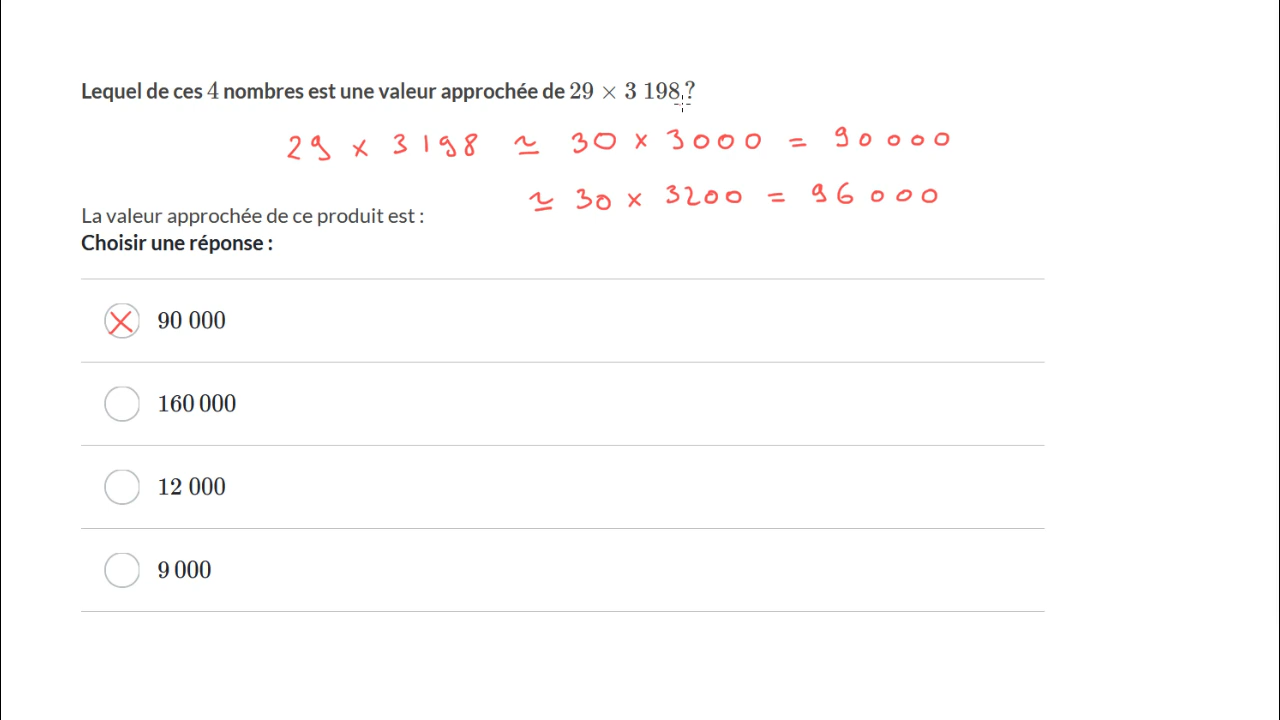 Lequel de ces 4 nombres est une valeur approchée de 29 × 3 198 ?
29 × 3198 ≃ 30 × 3000 = 90000
≃ 30 × 3200 = 96000
La valeur approchée de ce produit est :
Choisir une réponse :
90 000
160 000
12 000
9 000